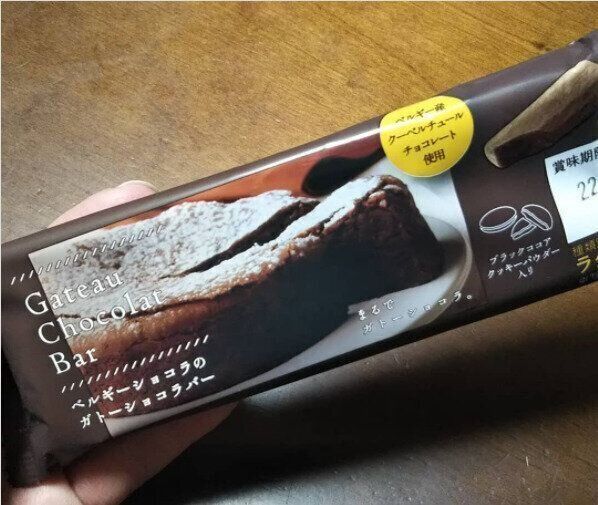 ベルギー産
クーベルチュール
チョコレート
使用
賞味期
22
ブラックココア
クッキーパウダー
入り
種類
ラ
Gateau
Chocolat
Bar
まるで
ガトーショコラ。
ベルギーショコラの
ガトーショコラバー